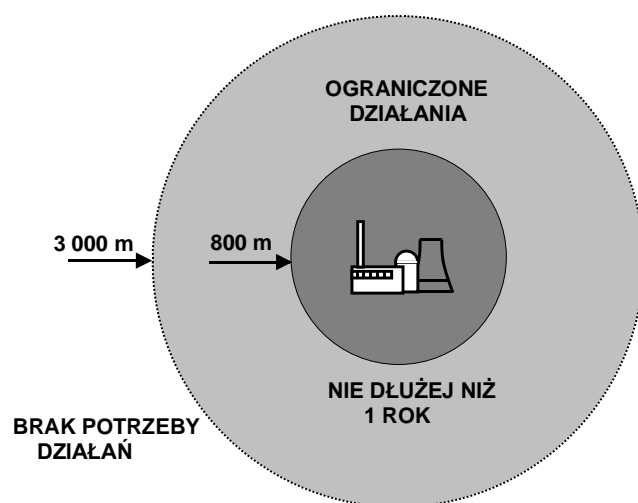 OGRANICZONE
DZIAŁANIA
3 000 m
800 m
NIE DŁUŻEJ NIŻ
1 ROK
BRAK POTRZEBY
DZIAŁAŃ